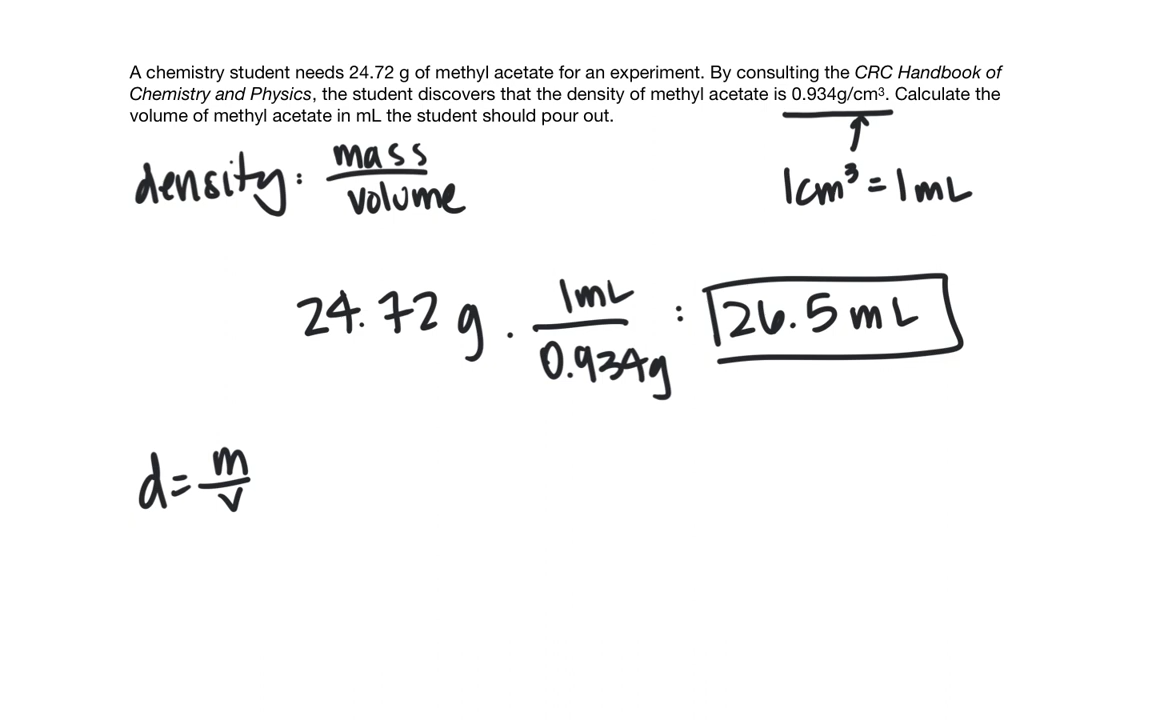 A chemistry student needs 24.72 g of methyl acetate for an experiment. By consulting the CRC Handbook of
Chemistry and Physics, the student discovers that the density of methyl acetate is 0.934g/cm³. Calculate the
volume of methyl acetate in mL the student should pour out.
density: mass/volume
1cm³ = 1mL
24.72 g · 1mL/0.934g : 26.5 mL
d = m/v